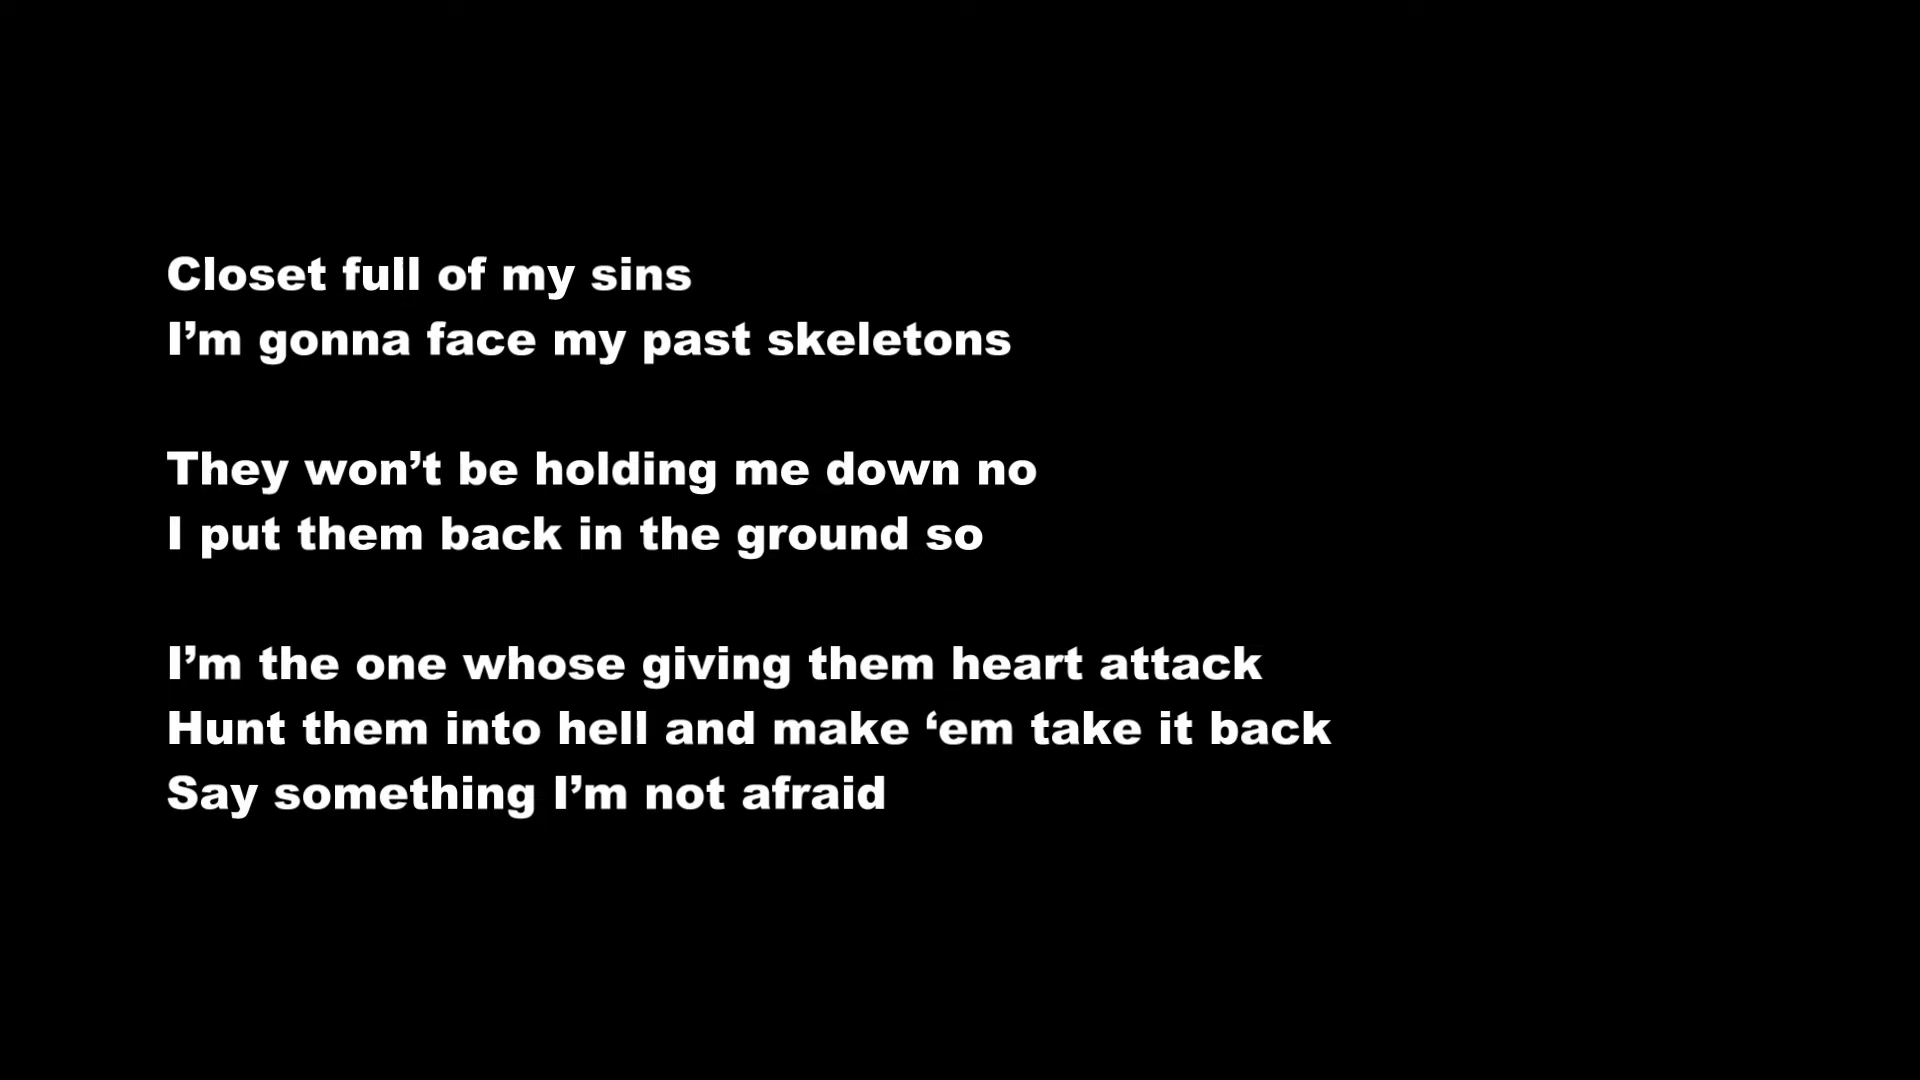 Closet full of my sins
I’m gonna face my past skeletons
They won’t be holding me down no
I put them back in the ground so
I’m the one whose giving them heart attack
Hunt them into hell and make ‘em take it back
Say something I’m not afraid